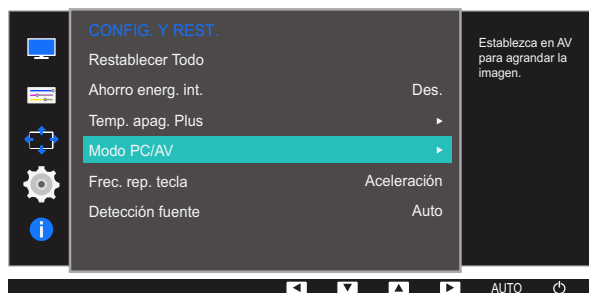 CONFIG. Y REST.
Restablecer Todo
Ahorro energ. int. Des.
Temp. apag. Plus
Modo PC/AV
Frec. rep. tecla Aceleración
Detección fuente Auto
Establezca en AV
para agrandar la
imagen.
AUTO